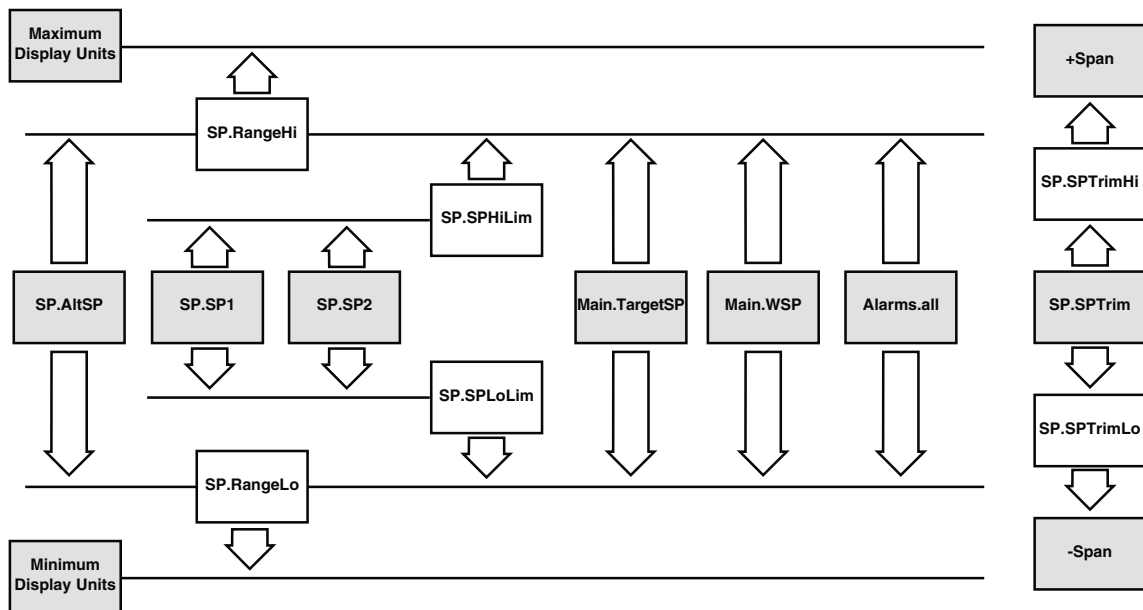 Maximum
Display Units
+Span
SP.RangeHi
SP.SPTrimHi
SP.SPHiLim
SP.AltSP
SP.SP1
SP.SP2
Main.TargetSP
Main.WSP
Alarms.all
SP.SPTrim
SP.SPLoLim
SP.SPTrimLo
SP.RangeLo
-Span
Minimum
Display Units